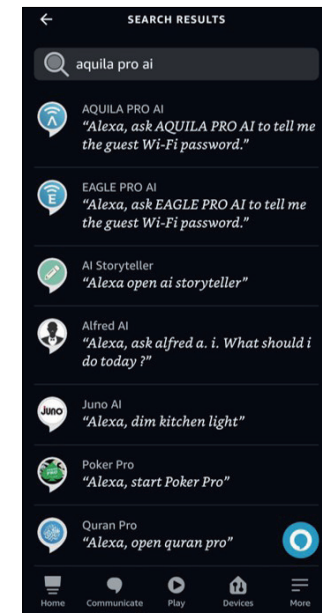 SEARCH RESULTS
aquila pro ai
AQUILA PRO AI
“Alexa, ask AQUILA PRO AI to tell me
the guest Wi-Fi password.”
EAGLE PRO AI
“Alexa, ask EAGLE PRO AI to tell me
the guest Wi-Fi password.”
AI Storyteller
“Alexa open ai storyteller”
Alfred AI
“Alexa, ask alfred a. i. What should i
do today ?”
Juno AI
“Alexa, dim kitchen light”
Juno
Poker Pro
“Alexa, start Poker Pro”
Quran Pro
“Alexa, open quran pro”
Home Communicate Play Devices More